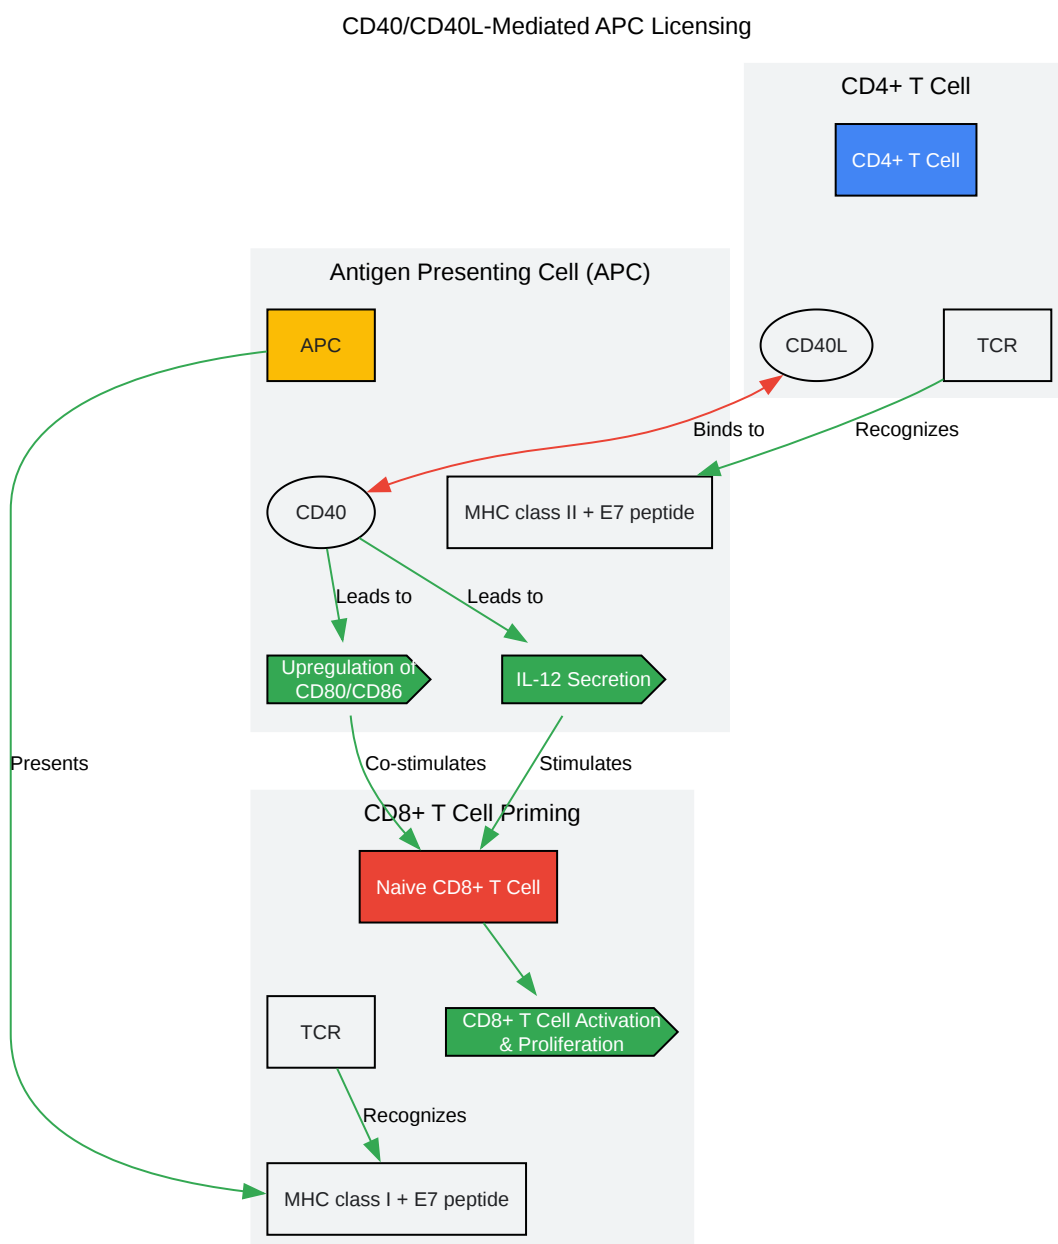 CD40/CD40L-Mediated APC Licensing
CD4+ T Cell
CD4+ T Cell
Antigen Presenting Cell (APC)
APC
CD40L
TCR
Binds to
Recognizes
CD40
MHC class II + E7 peptide
Leads to
Leads to
Upregulation of
CD80/CD86
IL-12 Secretion
Presents
Co-stimulates
Stimulates
CD8+ T Cell Priming
Naive CD8+ T Cell
TCR
CD8+ T Cell Activation
& Proliferation
Recognizes
MHC class I + E7 peptide